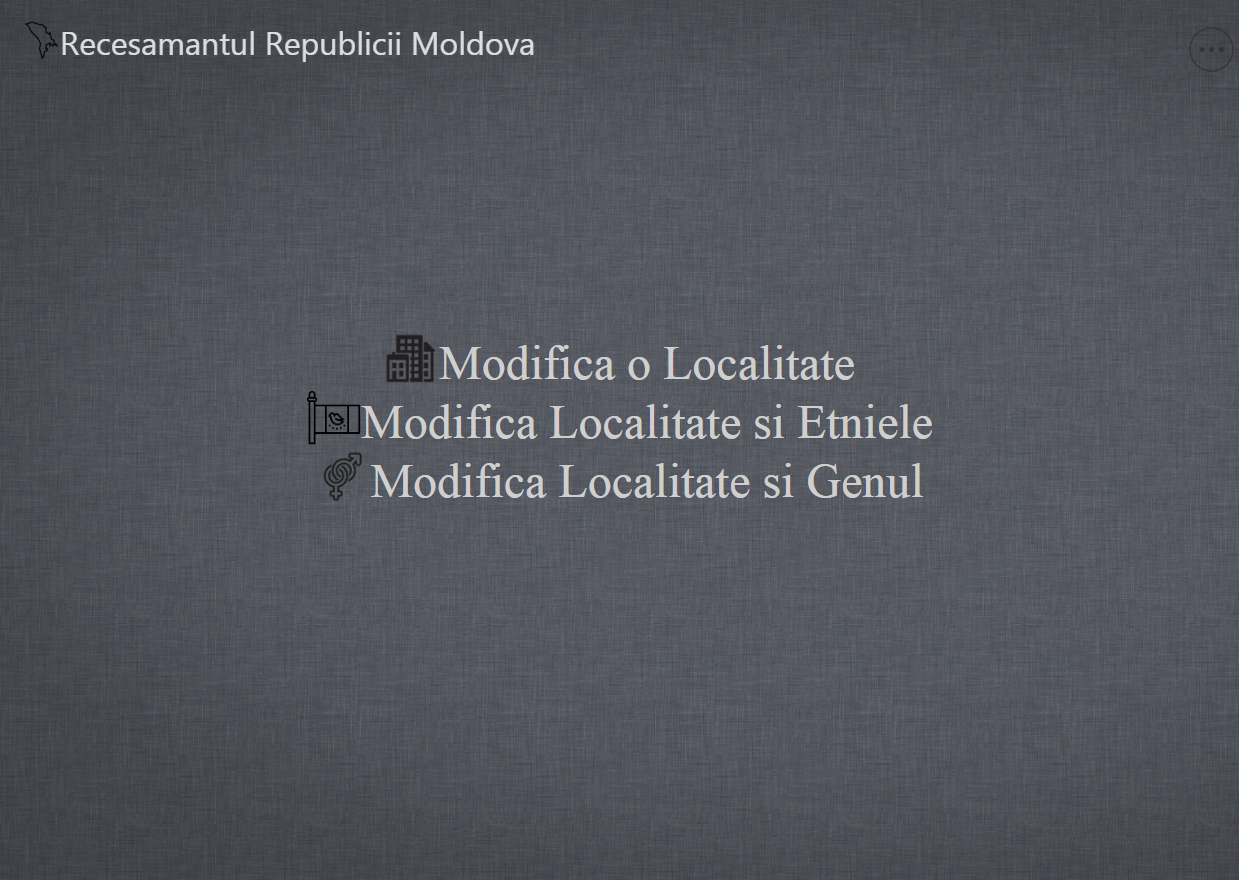 Recesamantul Republicii Moldova
Modifica o Localitate
Modifica Localitate si Etniele
Modifica Localitate si Genul